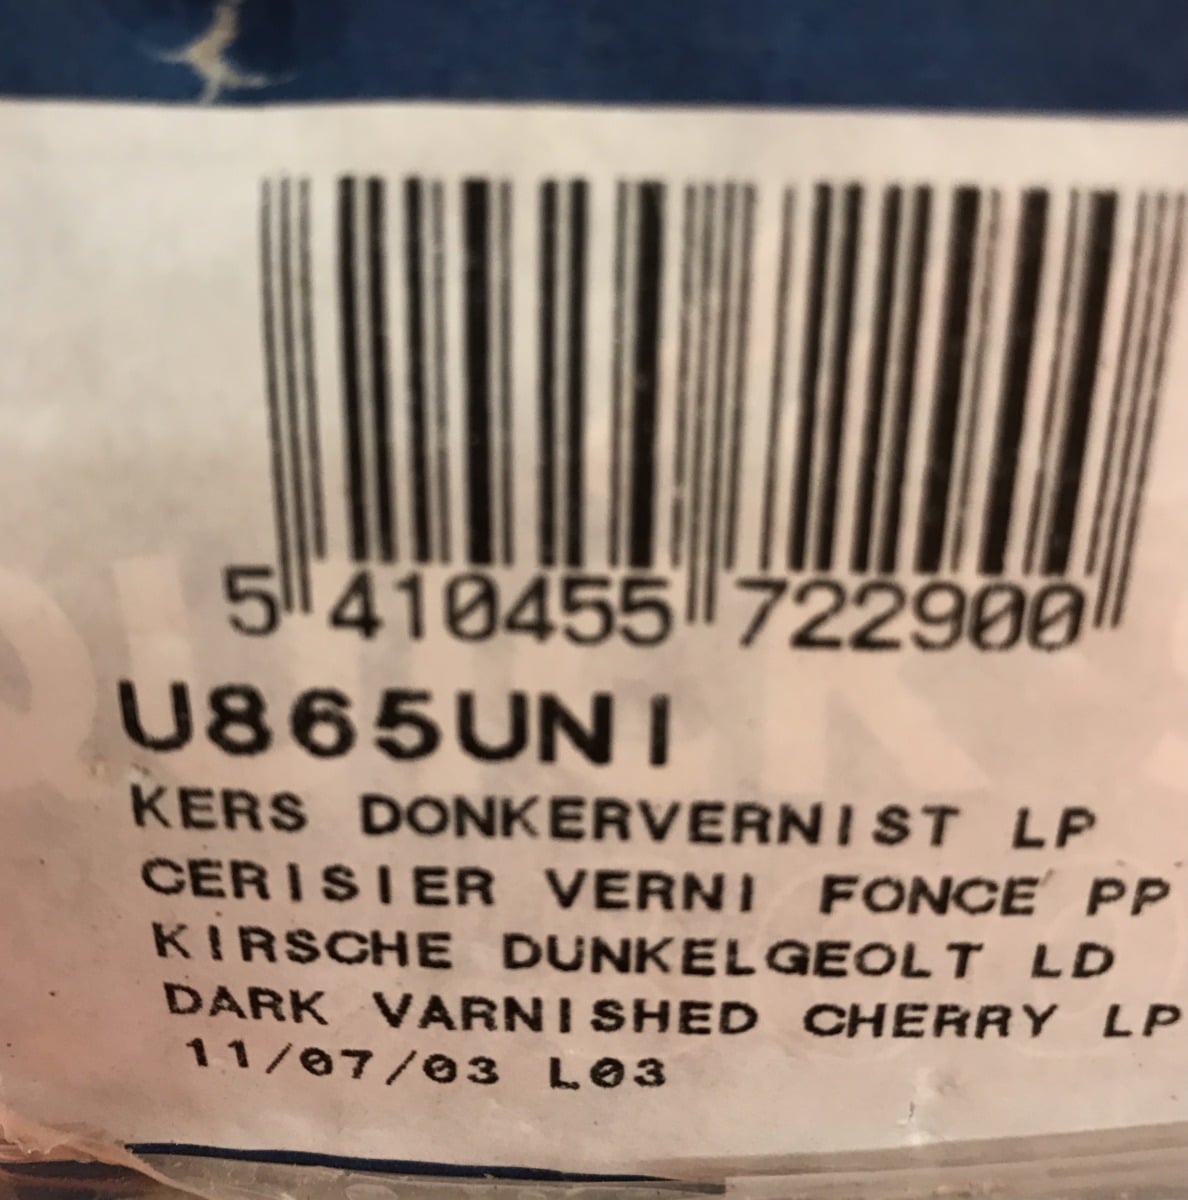 5 410455 722900
U865UNI
KERS DONKERVERNIST LP
CERISIER VERNI FONCE' PP
KIRSCHE DUNKELGEOLT LD
DARK VARNISHED CHERRY LP
11/07/03 L03